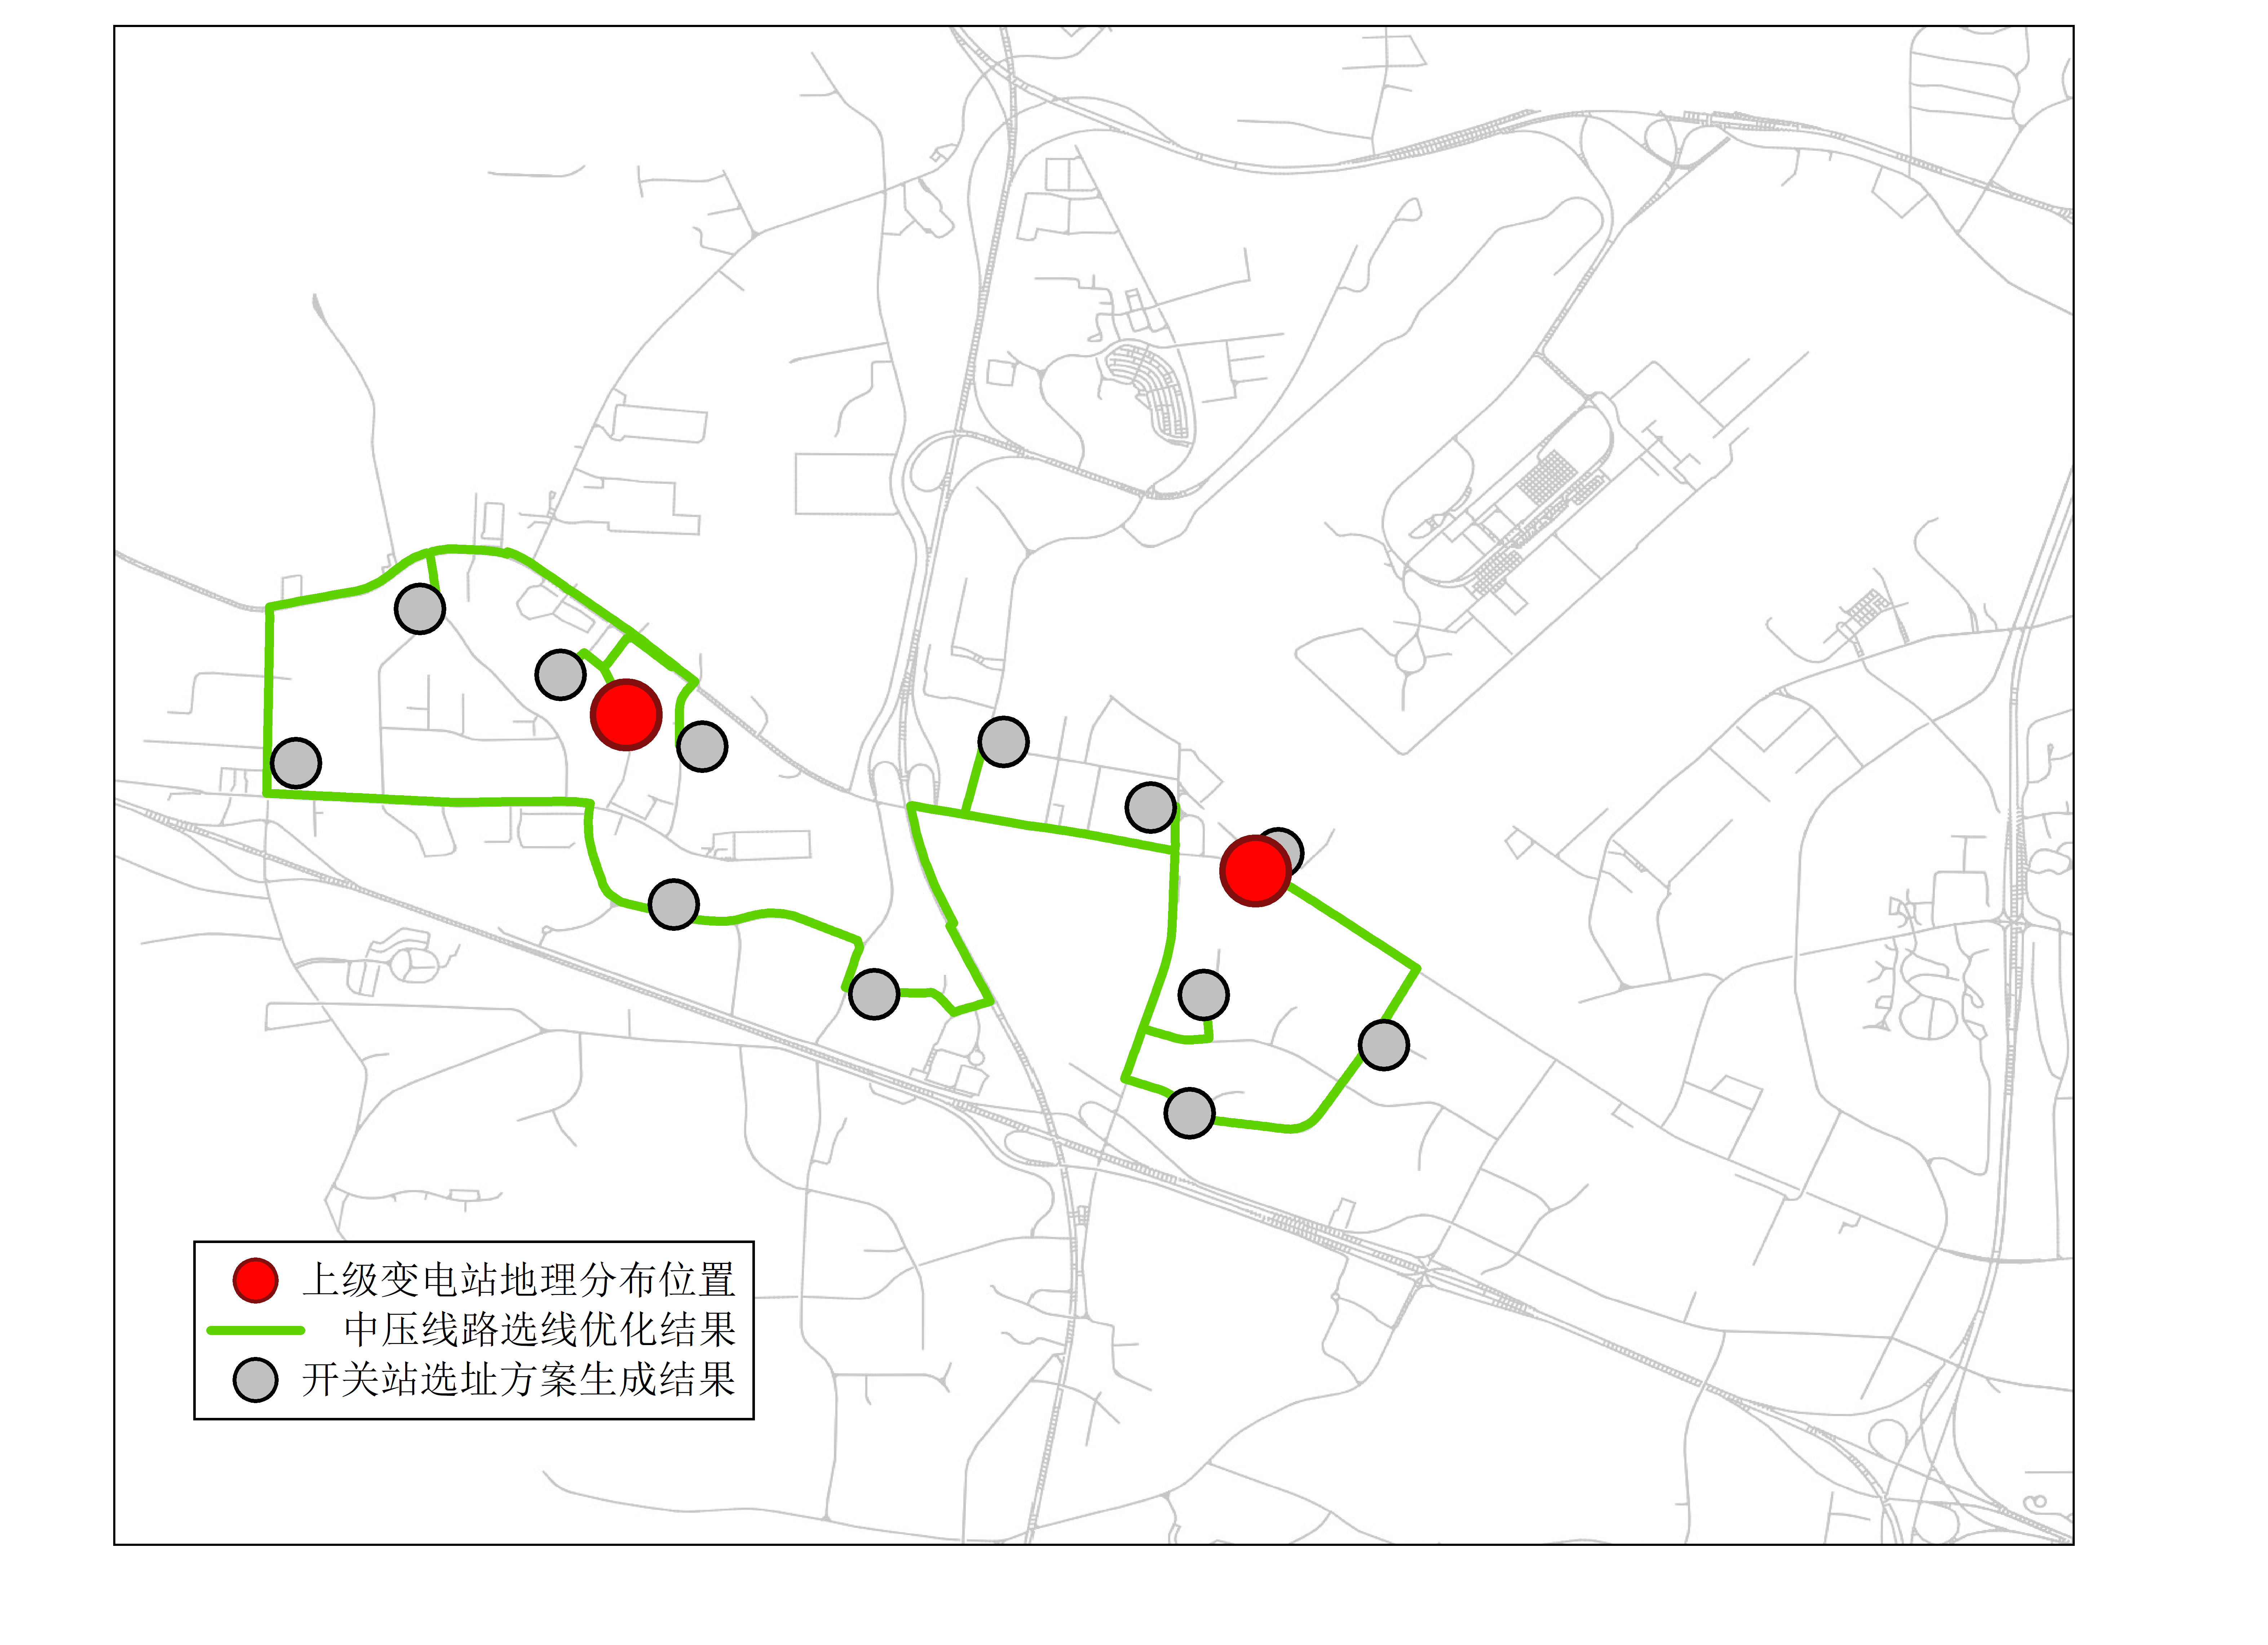 上级变电站地理分布位置
中压线路选线优化结果
开关站选址方案生成结果